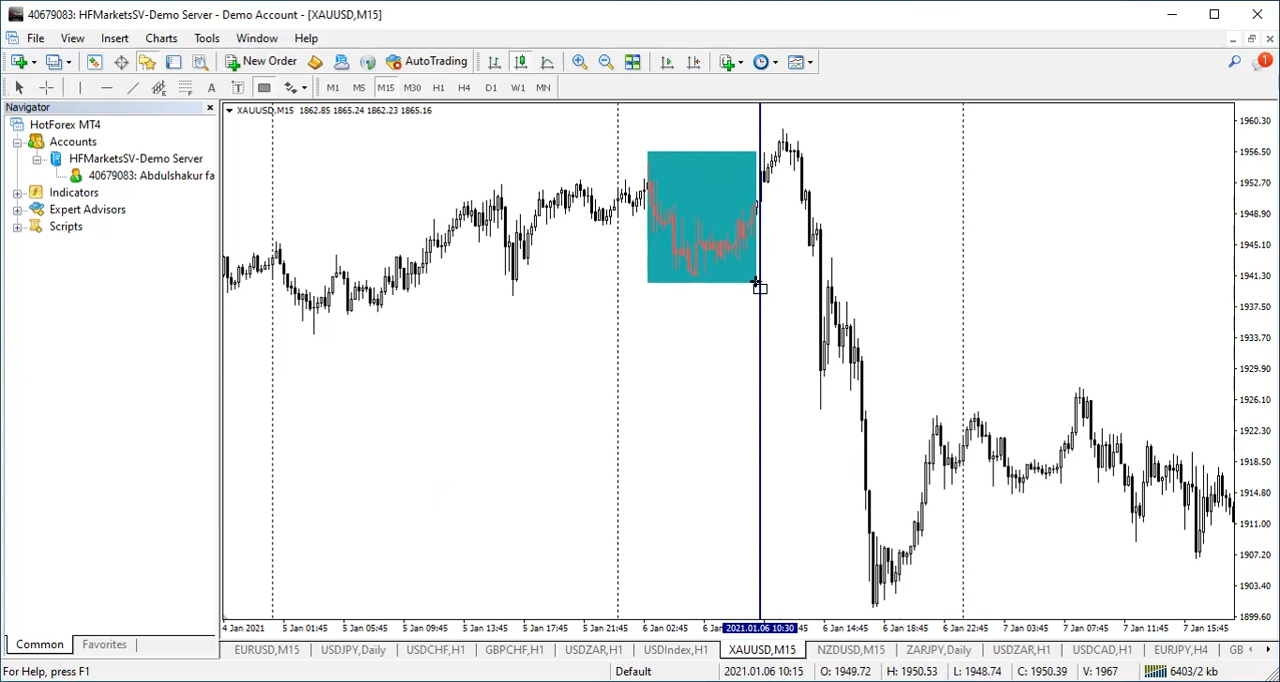 40679083: HFMarketsSV-Demo Server - Demo Account - [XAUUSD,M15]
File View Insert Charts Tools Window Help
New Order AutoTrading 1
A T M1 M5 M15 M30 H1 H4 D1 W1 MN
Navigator
HotForex MT4
Accounts
HFMarketsSV-Demo Server
40679083: Abdulshakur fa
Indicators
Expert Advisors
Scripts
Common Favorites
XAUUSD,M15 1862.85 1865.24 1862.23 1865.16
1960.30
1956.50
1952.70
1948.90
1945.10
1941.30
1937.50
1933.70
1929.90
1926.10
1922.30
1918.50
1914.80
1911.00
1907.20
1903.40
1899.60
4 Jan 2021 5 Jan 01:45 5 Jan 05:45 5 Jan 09:45 5 Jan 13:45 5 Jan 17:45 5 Jan 21:45 6 Jan 02:45 6 Jan 2021.01.06 10:30 45 6 Jan 14:45 6 Jan 18:45 6 Jan 22:45 7 Jan 03:45 7 Jan 07:45 7 Jan 11:45 7 Jan 15:45
EURUSD,M15 USDJPY,Daily USDCHF,H1 GBPCHF,H1 USDZAR,H1 USDIndex,H1 XAUUSD,M15 NZDUSD,M15 ZARJPY,Daily USDZAR,H1 USDCAD,H1 EURJPY,H4 GB
For Help, press F1 Default 2021.01.06 10:15 O: 1949.72 H: 1950.53 L: 1948.74 C: 1950.39 V: 1967 6403/2 kb